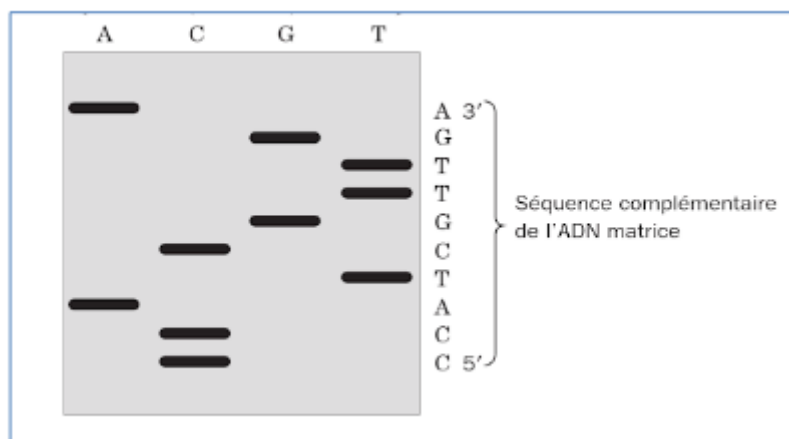 A C G T
A 3′
G
T
T
G
C
T
A
C
C 5′
Séquence complémentaire
de l'ADN matrice